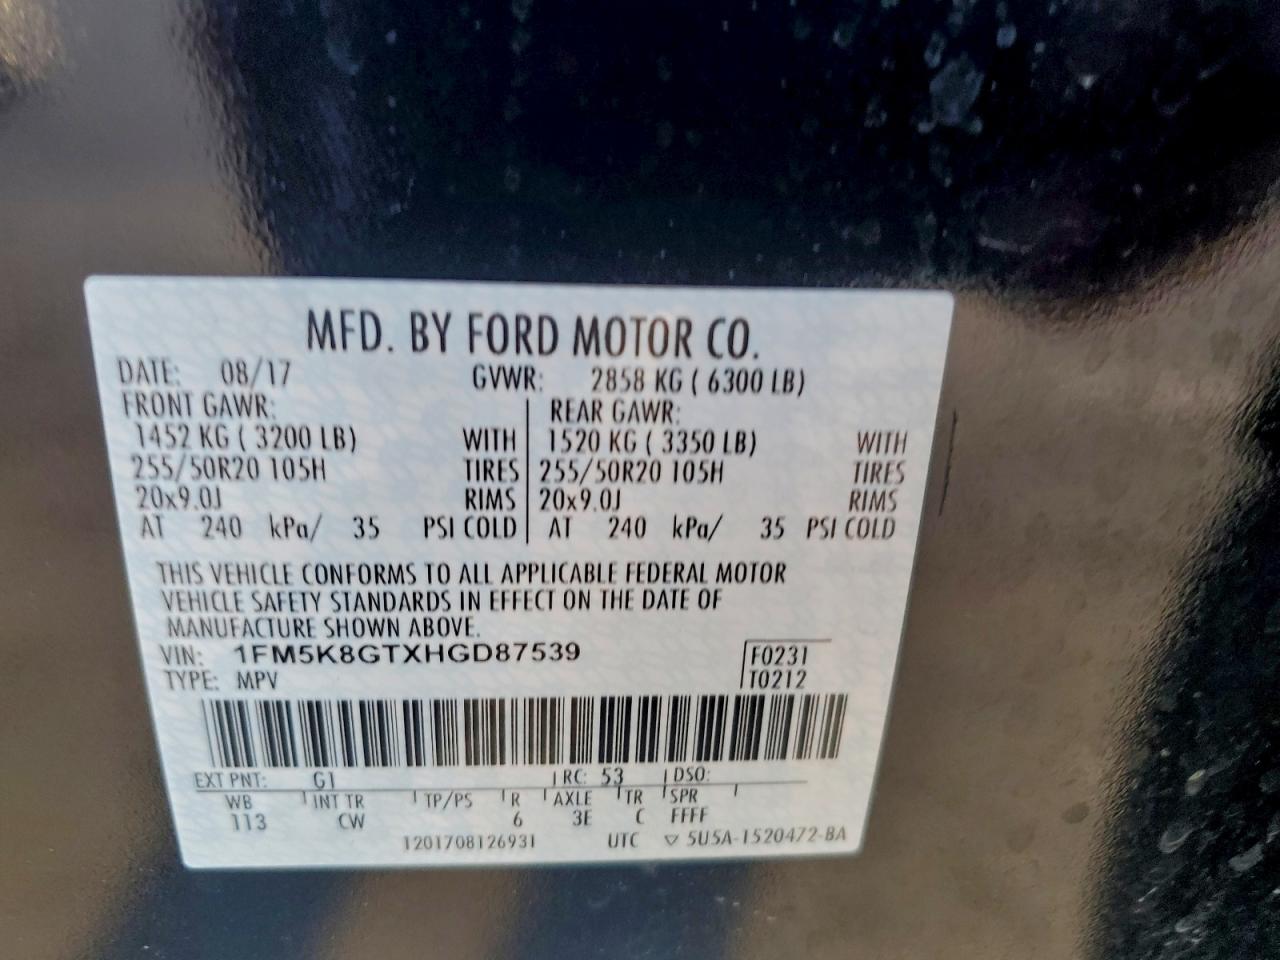 MFD. BY FORD MOTOR CO.
DATE: 08/17 GVWR: 2858 KG ( 6300 LB)
FRONT GAWR: REAR GAWR:
1452 KG ( 3200 LB) WITH 1520 KG ( 3350 LB) WITH
255/50R20 105H TIRES 255/50R20 105H TIRES
20x9.0J RIMS 20x9.0J RIMS
AT 240 kPa/ 35 PSI COLD AT 240 kPa/ 35 PSI COLD
THIS VEHICLE CONFORMS TO ALL APPLICABLE FEDERAL MOTOR
VEHICLE SAFETY STANDARDS IN EFFECT ON THE DATE OF
MANUFACTURE SHOWN ABOVE.
VIN: 1FM5K8GTXHGD87539 F0231
TYPE: MPV T0212
EXT PNT: G1 RC: 53 DSO:
WB INT TR TP/PS R AXLE TR SPR
113 CW 6 3E C FFFF
1201708126931 UTC ▽ 5U5A-1520472-BA